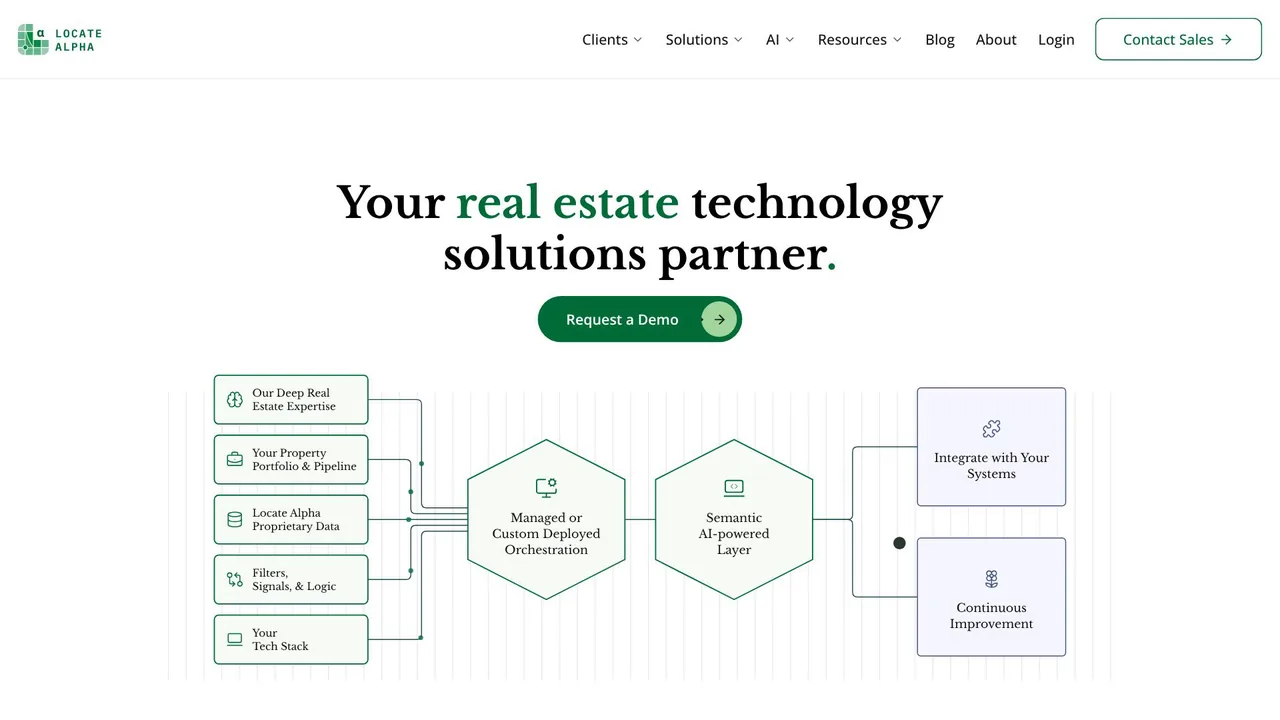 LOCATE
ALPHA
Clients
Solutions
AI
Resources
Blog
About
Login
Contact Sales
Your real estate technology
solutions partner.
Request a Demo
Our Deep Real
Estate Expertise
Your Property
Portfolio & Pipeline
Locate Alpha
Proprietary Data
Filters,
Signals, & Logic
Your
Tech Stack
Managed or
Custom Deployed
Orchestration
Semantic
AI-powered
Layer
Integrate with Your
Systems
Continuous
Improvement